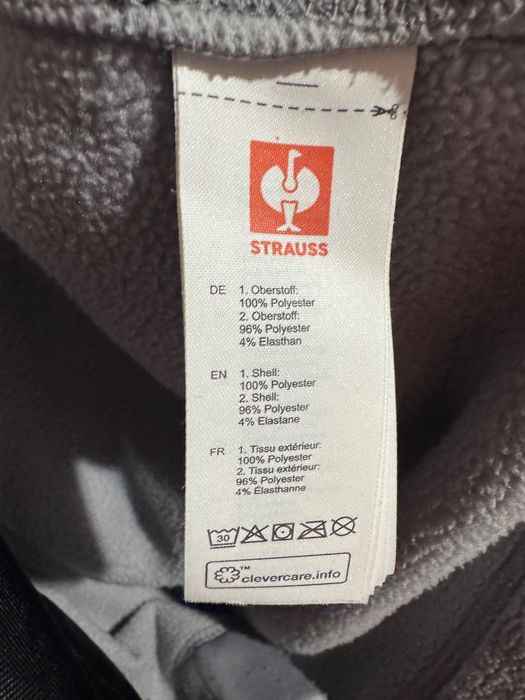 STRAUSS
DE 1. Oberstoff:
100% Polyester
2. Oberstoff:
96% Polyester
4% Elasthan
EN 1. Shell:
100% Polyester
2. Shell:
96% Polyester
4% Elastane
FR 1. Tissu extérieur:
100% Polyester
2. Tissu extérieur:
96% Polyester
4% Élasthanne
30
™clevercare.info